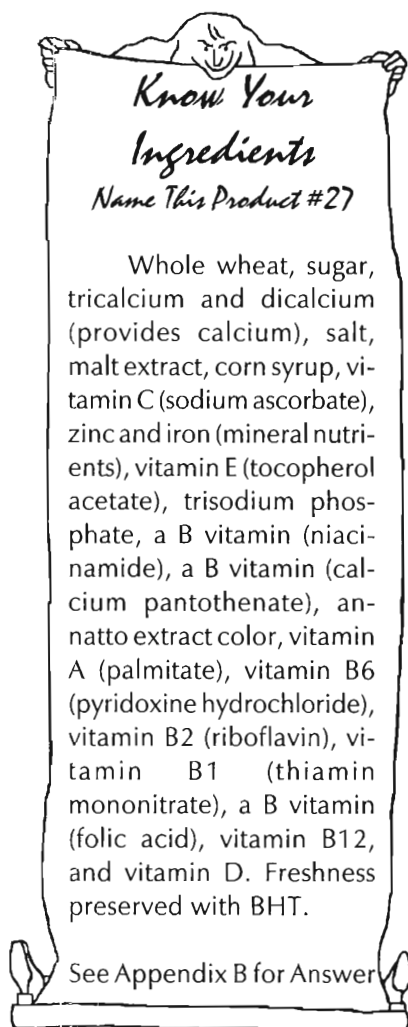 Know Your
Ingredients
Name This Product #27
Whole wheat, sugar,
tricalcium and dicalcium
(provides calcium), salt,
malt extract, corn syrup, vi-
tamin C (sodium ascorbate),
zinc and iron (mineral nutri-
ents), vitamin E (tocopherol
acetate), trisodium phos-
phate, a B vitamin (niaci-
namide), a B vitamin (cal-
cium pantothenate), an-
natto extract color, vitamin
A (palmitate), vitamin B6
(pyridoxine hydrochloride),
vitamin B2 (riboflavin), vi-
tamin B1 (thiamin
mononitrate), a B vitamin
(folic acid), vitamin B12,
and vitamin D. Freshness
preserved with BHT.
See Appendix B for Answer